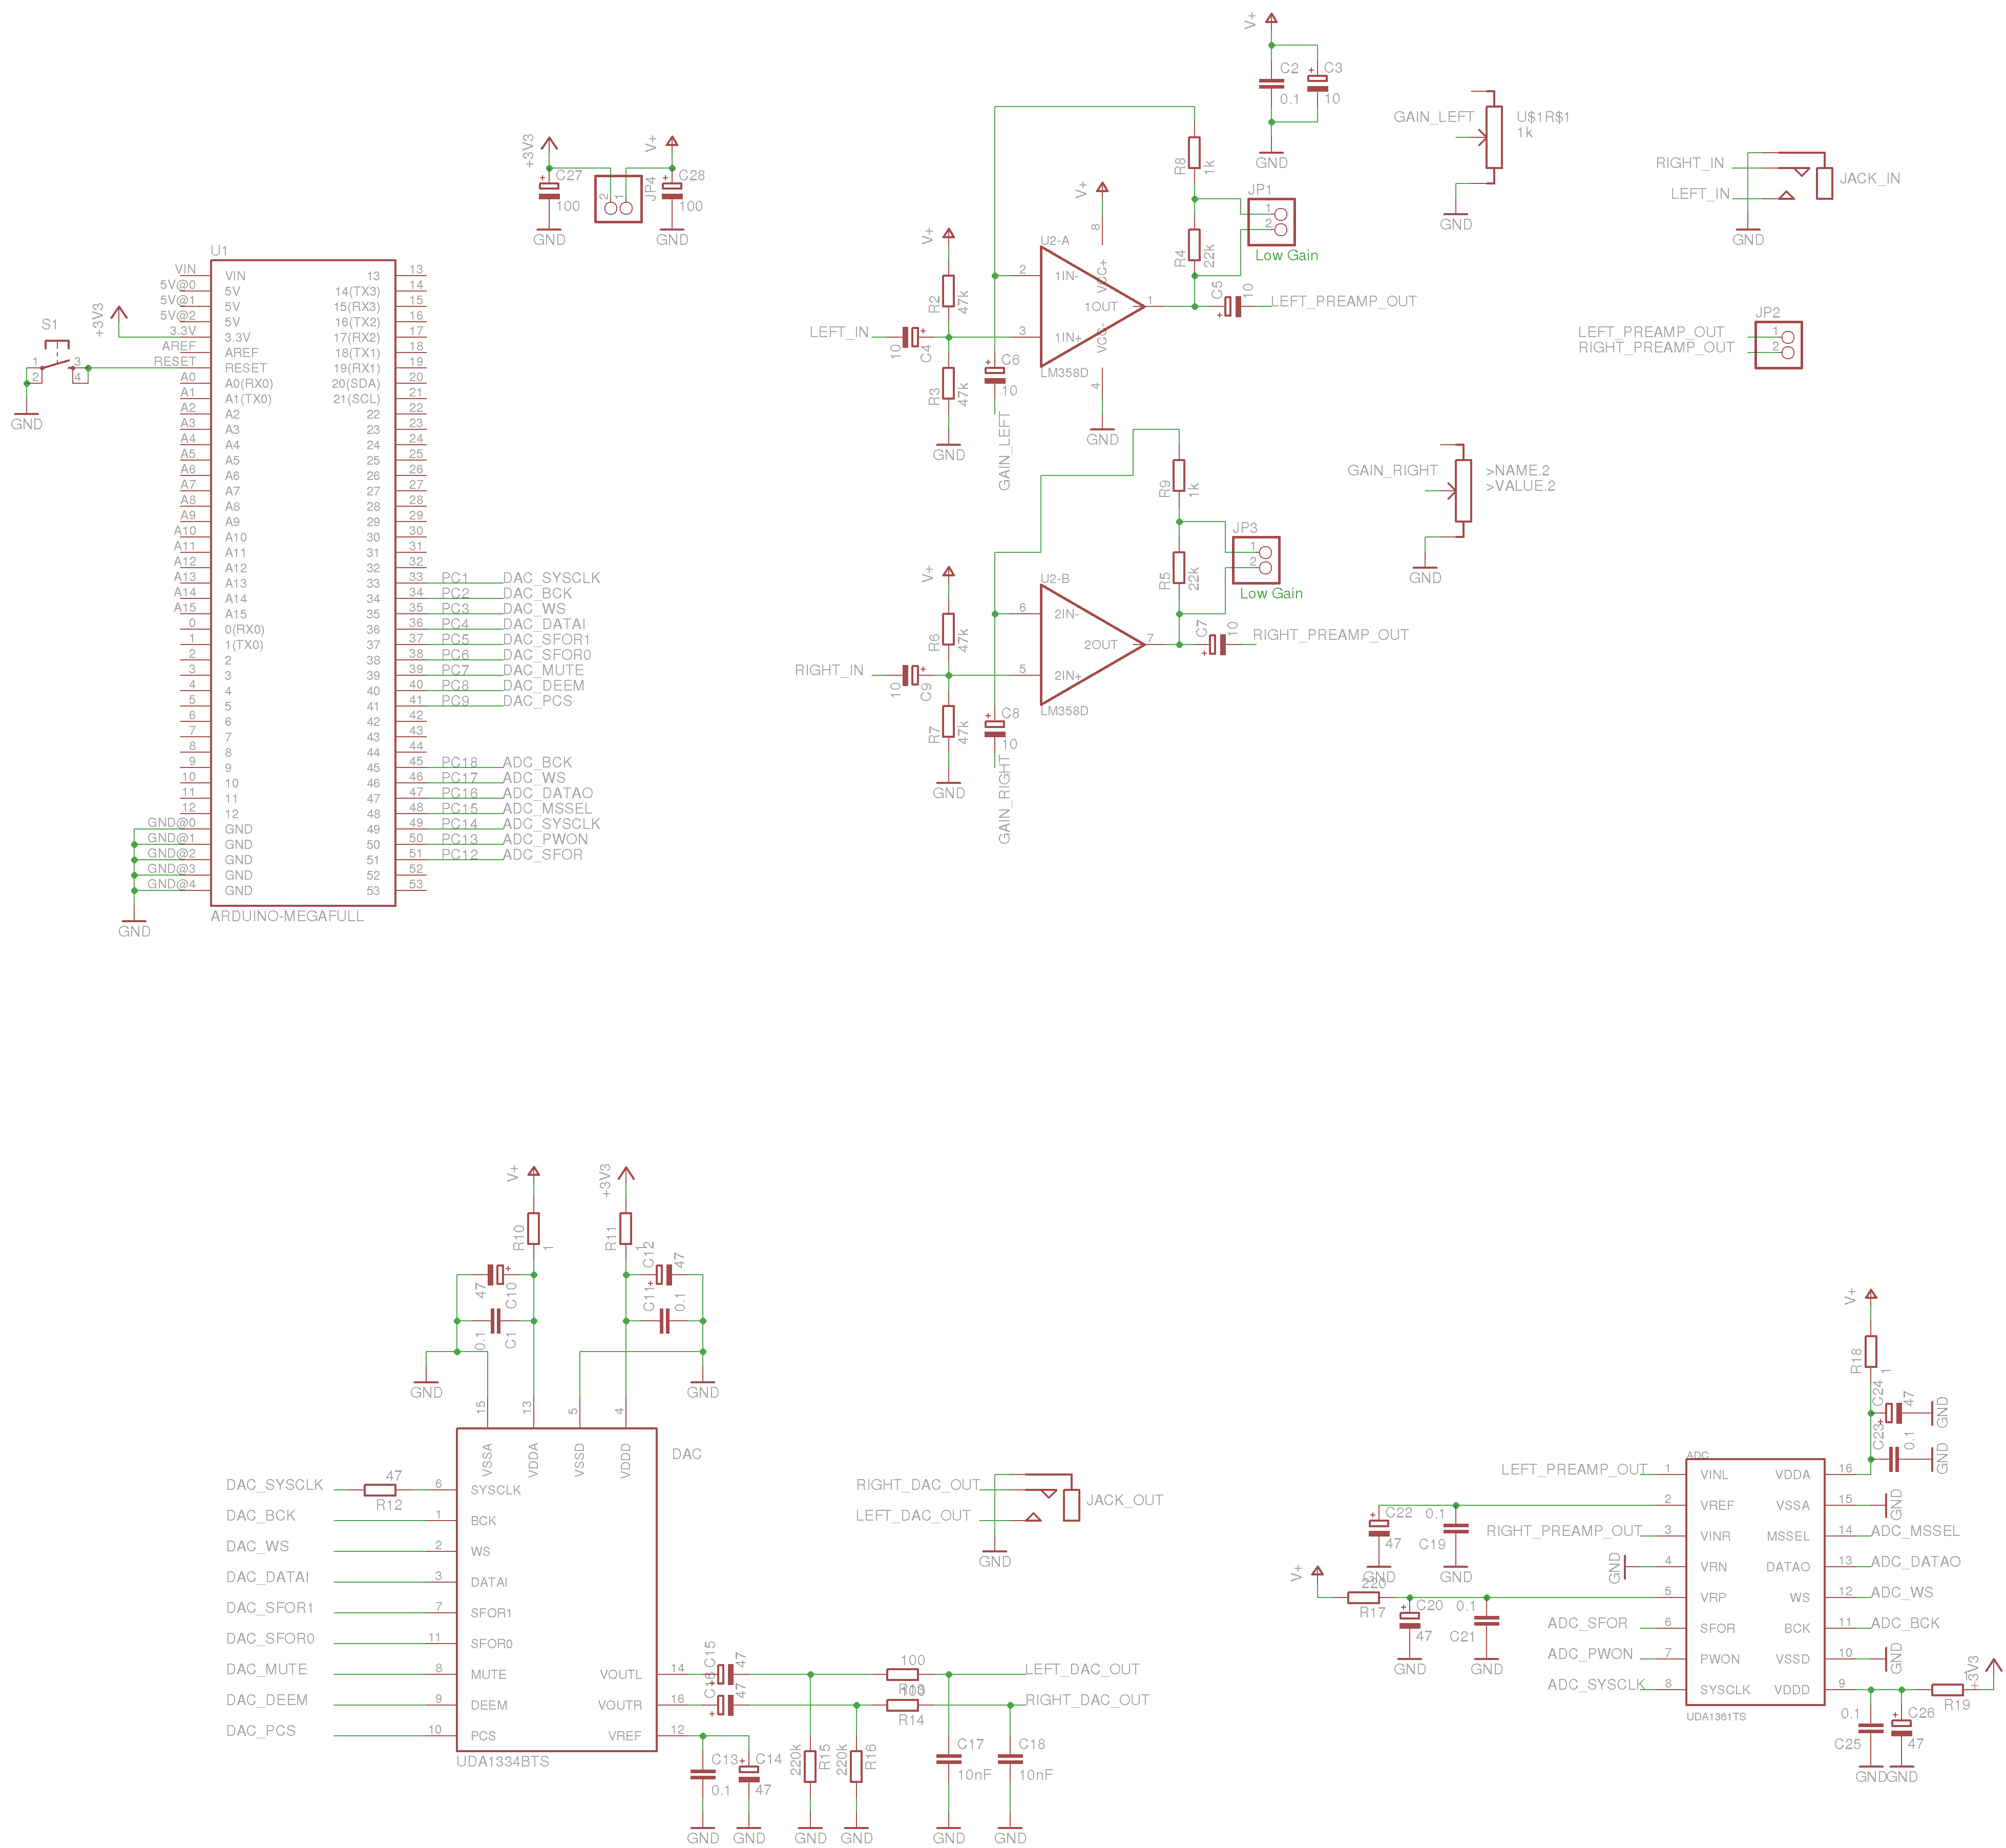 V+
C2
0.1
C3
10
GND
GAIN_LEFT
U$1R$1
1k
RIGHT_IN
LEFT_IN
JACK_IN
GND
GND
+3V3
C27
100
GND
2
1
JP4
V+
C28
100
GND
R8
1k
R4
22k
JP1
1
2
Low Gain
V+
8
VCC+
U2-A
2
1IN-
3
1IN+
1OUT
1
VCC-
4
LM358D
GND
C5
10
LEFT_PREAMP_OUT
V+
R2
47k
LEFT_IN
10
C4
R3
47k
GND
C6
10
GAIN_LEFT
JP2
LEFT_PREAMP_OUT
1
RIGHT_PREAMP_OUT
2
GAIN_RIGHT
>NAME.2
>VALUE.2
GND
R9
1k
R5
22k
JP3
1
2
Low Gain
V+
R6
47k
U2-B
6
2IN-
5
2IN+
2OUT
7
LM358D
C7
10
RIGHT_PREAMP_OUT
RIGHT_IN
10
C9
R7
47k
GND
C8
10
GAIN_RIGHT
S1
1
2
3
4
GND
+3V3
U1
VIN VIN 13 13
5V@0 5V 14(TX3) 14
5V@1 5V 15(RX3) 15
5V@2 5V 16(TX2) 16
3.3V 3.3V 17(RX2) 17
AREF AREF 18(TX1) 18
RESET RESET 19(RX1) 19
A0 A0(RX0) 20(SDA) 20
A1 A1(TX0) 21(SCL) 21
A2 A2 22 22
A3 A3 23 23
A4 A4 24 24
A5 A5 25 25
A6 A6 26 26
A7 A7 27 27
A8 A8 28 28
A9 A9 29 29
A10 A10 30 30
A11 A11 31 31
A12 A12 32 32
A13 A13 33 33 PC1 DAC_SYSCLK
A14 A14 34 34 PC2 DAC_BCK
A15 A15 35 35 PC3 DAC_WS
0 0(RX0) 36 36 PC4 DAC_DATAI
1 1(TX0) 37 37 PC5 DAC_SFOR1
2 2 38 38 PC6 DAC_SFOR0
3 3 39 39 PC7 DAC_MUTE
4 4 40 40 PC8 DAC_DEEM
5 5 41 41 PC9 DAC_PCS
6 6 42 42
7 7 43 43
8 8 44 44
9 9 45 45 PC18 ADC_BCK
10 10 46 46 PC17 ADC_WS
11 11 47 47 PC16 ADC_DATAO
12 12 48 48 PC15 ADC_MSSEL
GND@0 GND 49 49 PC14 ADC_SYSCLK
GND@1 GND 50 50 PC13 ADC_PWON
GND@2 GND 51 51 PC12 ADC_SFOR
GND@3 GND 52 52
GND@4 GND 53 53
ARDUINO-MEGAFULL
GND
V+
R10
1
47
C10
0.1
C1
GND
+3V3
R11
1
C12
47
C11
0.1
GND
15
13
5
4
VSSA
VDDA
VSSD
VDDD
DAC
DAC_SYSCLK 47 R12 6 SYSCLK
DAC_BCK 1 BCK
DAC_WS 2 WS
DAC_DATAI 3 DATAI
DAC_SFOR1 7 SFOR1
DAC_SFOR0 11 SFOR0
DAC_MUTE 8 MUTE
DAC_DEEM 9 DEEM
DAC_PCS 10 PCS
VOUTL 14
VOUTR 16
VREF 12
UDA1334BTS
C15
47
C16
47
100
R13
LEFT_DAC_OUT
100
R14
RIGHT_DAC_OUT
C13
0.1
C14
47
220k
R15
220k
R16
C17
10nF
C18
10nF
GND
GND
GND
GND
GND
GND
RIGHT_DAC_OUT
LEFT_DAC_OUT
JACK_OUT
GND
V+
R18
1
C24
47
GND
C23
0.1
GND
ADC
LEFT_PREAMP_OUT 1 VINL VDDA 16
2 VREF VSSA 15 GND
RIGHT_PREAMP_OUT 3 VINR MSSEL 14 ADC_MSSEL
GND 4 VRN DATAO 13 ADC_DATAO
5 VRP WS 12 ADC_WS
ADC_SFOR 6 SFOR BCK 11 ADC_BCK
ADC_PWON 7 PWON VSSD 10 GND
ADC_SYSCLK 8 SYSCLK VDDD 9
UDA1361TS
C22
47
GND
0.1
C19
GND
V+
220
R17
C20
47
GND
0.1
C21
GND
+3V3
R19
0.1
C25
GND
C26
47
GND